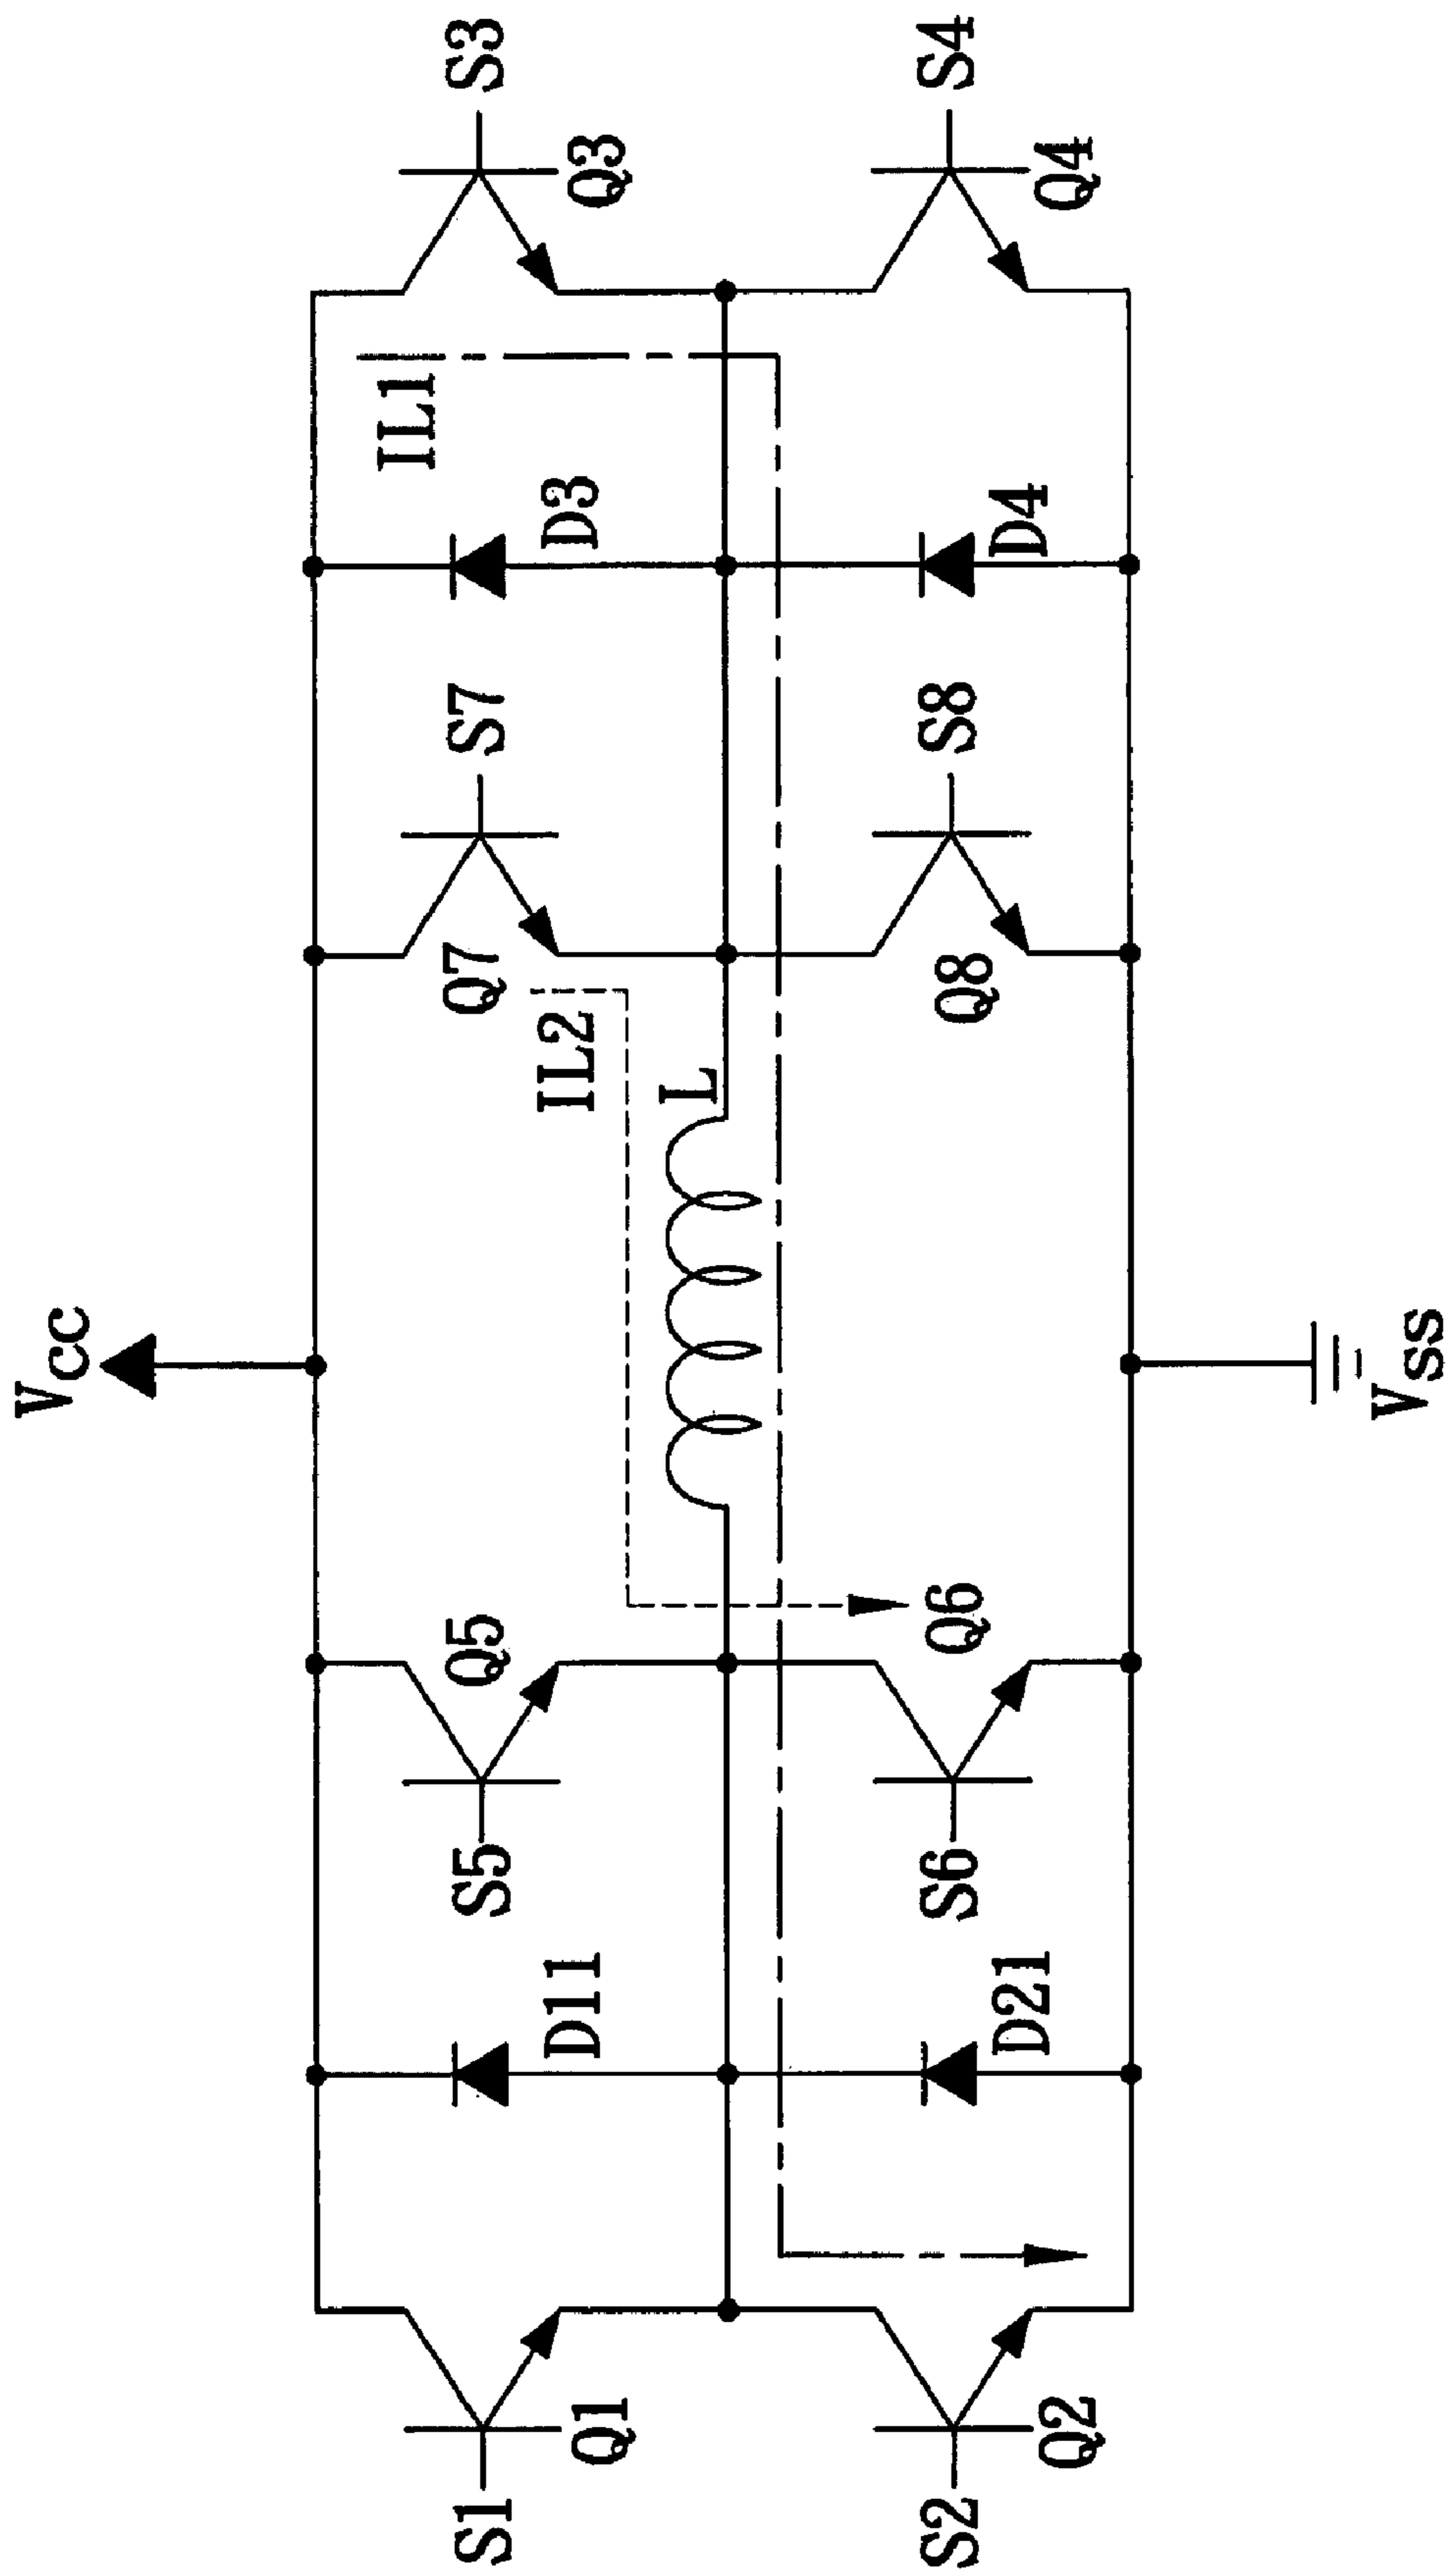 VCC
S1
Q1
D11
S5
Q5
IL2
Q7
S7
D3
IL1
Q3
S3
L
S2
Q2
D21
S6
Q6
Q8
S8
D4
Q4
S4
VSS